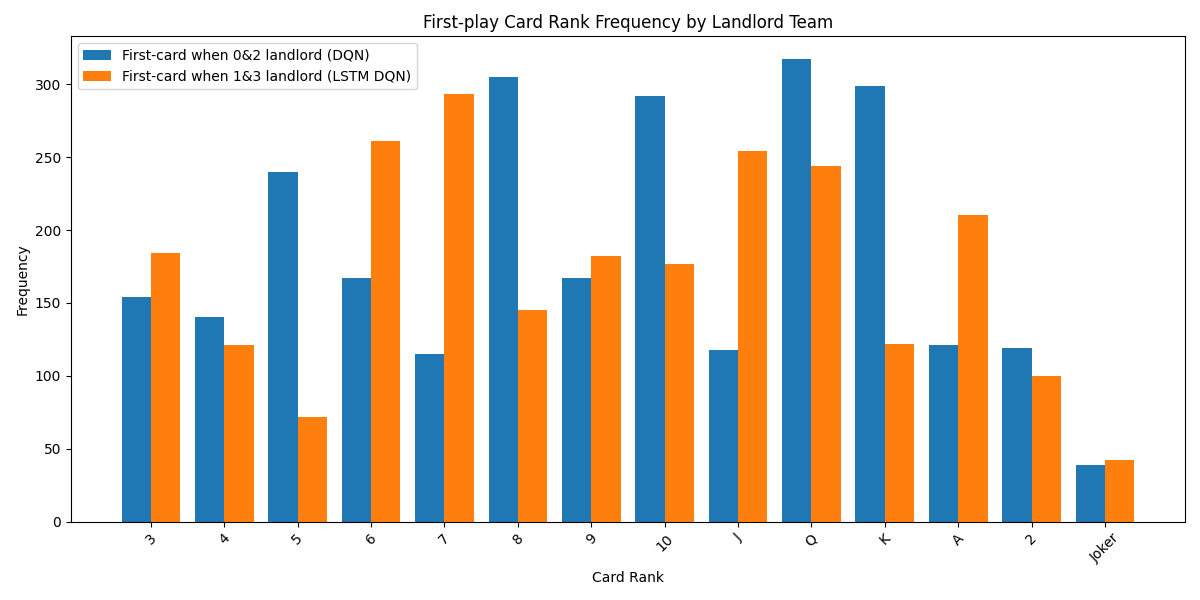 First-play Card Rank Frequency by Landlord Team
First-card when 0&2 landlord (DQN)
First-card when 1&3 landlord (LSTM DQN)
Frequency
300
250
200
150
100
50
0
3 4 5 6 7 8 9 10 J Q K A 2 Joker
Card Rank